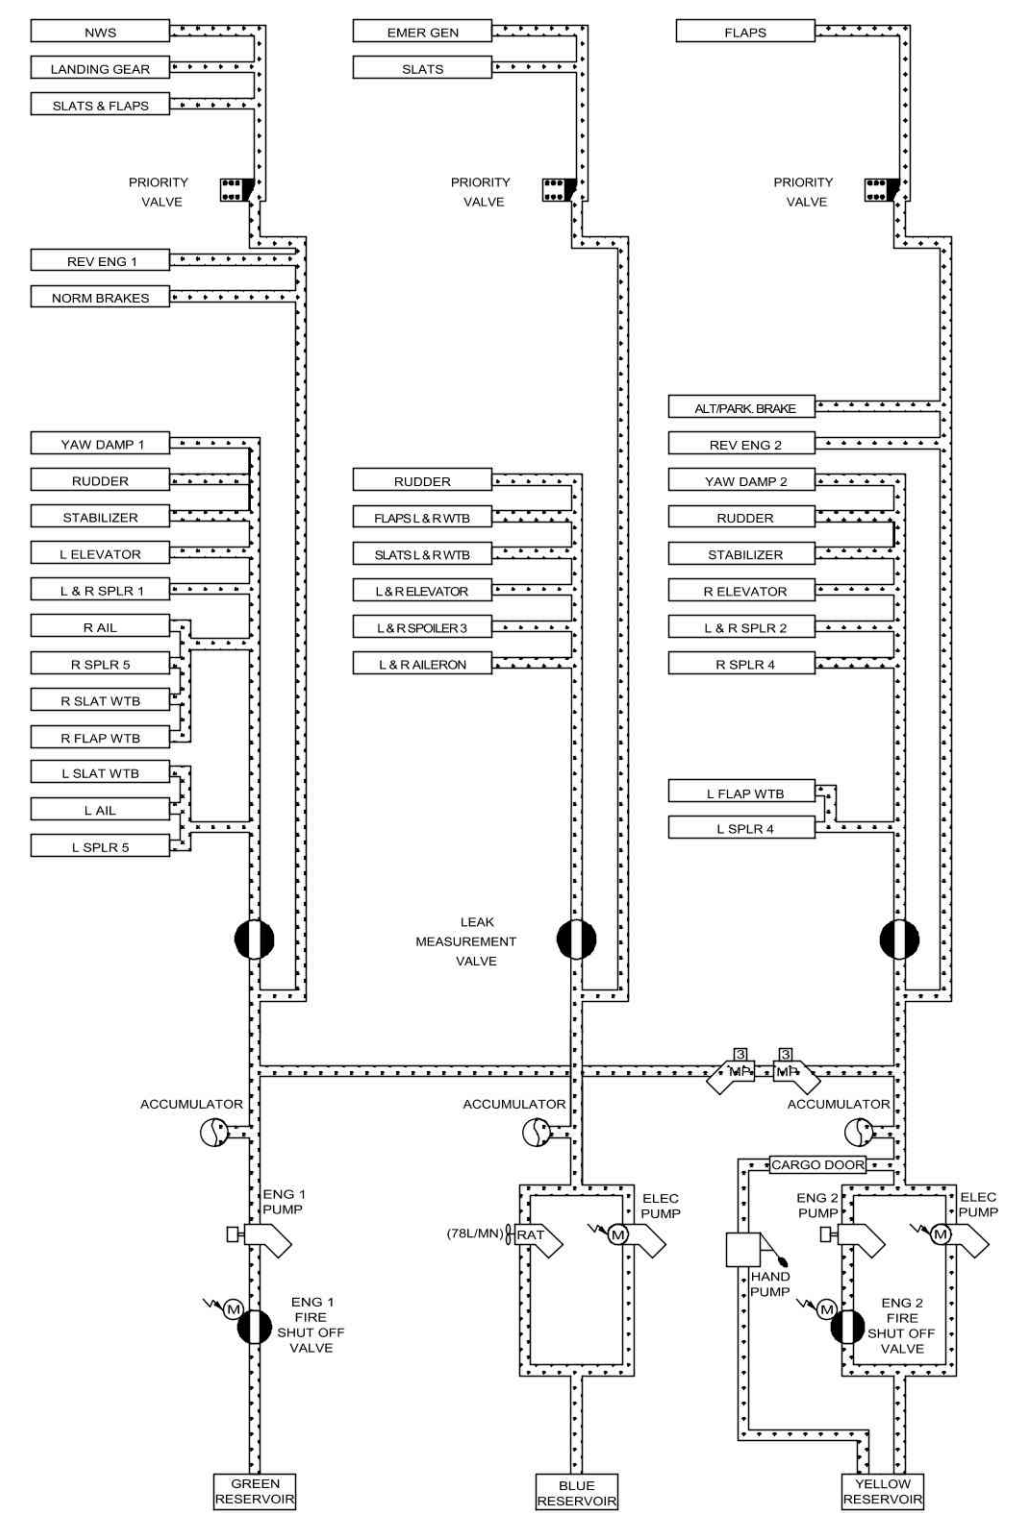 NWS
LANDING GEAR
SLATS & FLAPS
PRIORITY
VALVE
REV ENG 1
NORM BRAKES
YAW DAMP 1
RUDDER
STABILIZER
L ELEVATOR
L & R SPLR 1
R AIL
R SPLR 5
R SLAT WTB
R FLAP WTB
L SLAT WTB
L AIL
L SPLR 5
ACCUMULATOR
ENG 1
PUMP
M
ENG 1
FIRE
SHUT OFF
VALVE
GREEN
RESERVOIR
EMER GEN
SLATS
PRIORITY
VALVE
RUDDER
FLAPS L & R WTB
SLATS L & R WTB
L & R ELEVATOR
L & R SPOILER 3
L & R AILERON
LEAK
MEASUREMENT
VALVE
ACCUMULATOR
(78L/MN)
RAT
ELEC
PUMP
M
BLUE
RESERVOIR
FLAPS
PRIORITY
VALVE
ALT/PARK. BRAKE
REV ENG 2
YAW DAMP 2
RUDDER
STABILIZER
R ELEVATOR
L & R SPLR 2
R SPLR 4
L FLAP WTB
L SPLR 4
3
MP
3
MP
ACCUMULATOR
CARGO DOOR
ENG 2
PUMP
ELEC
PUMP
M
HAND
PUMP
M
ENG 2
FIRE
SHUT OFF
VALVE
YELLOW
RESERVOIR